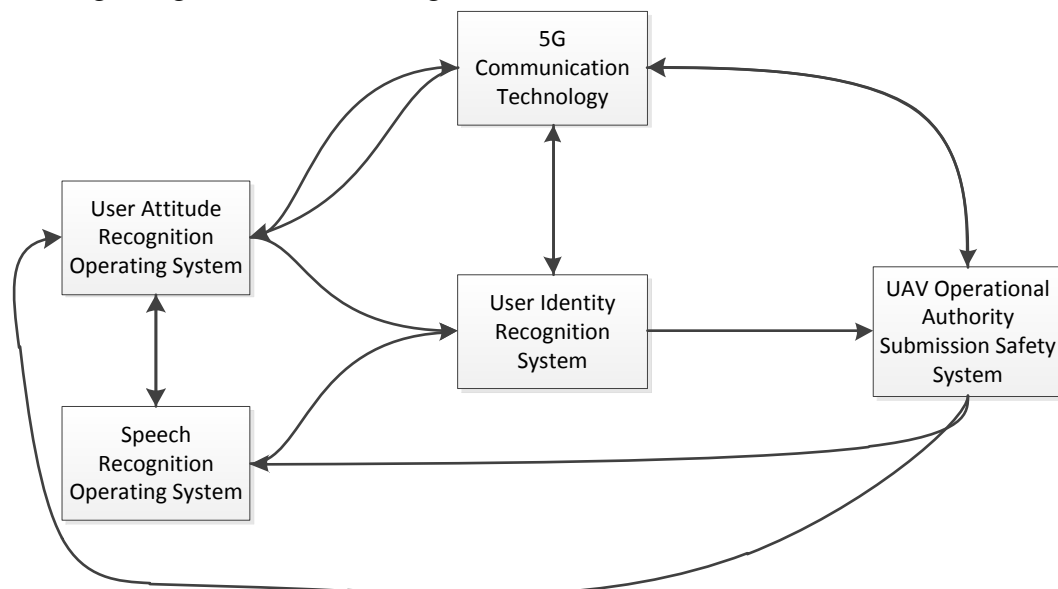 5G
Communication
Technology
User Attitude
Recognition
Operating System
User Identity
Recognition
System
UAV Operational
Authority
Submission Safety
System
Speech
Recognition
Operating System